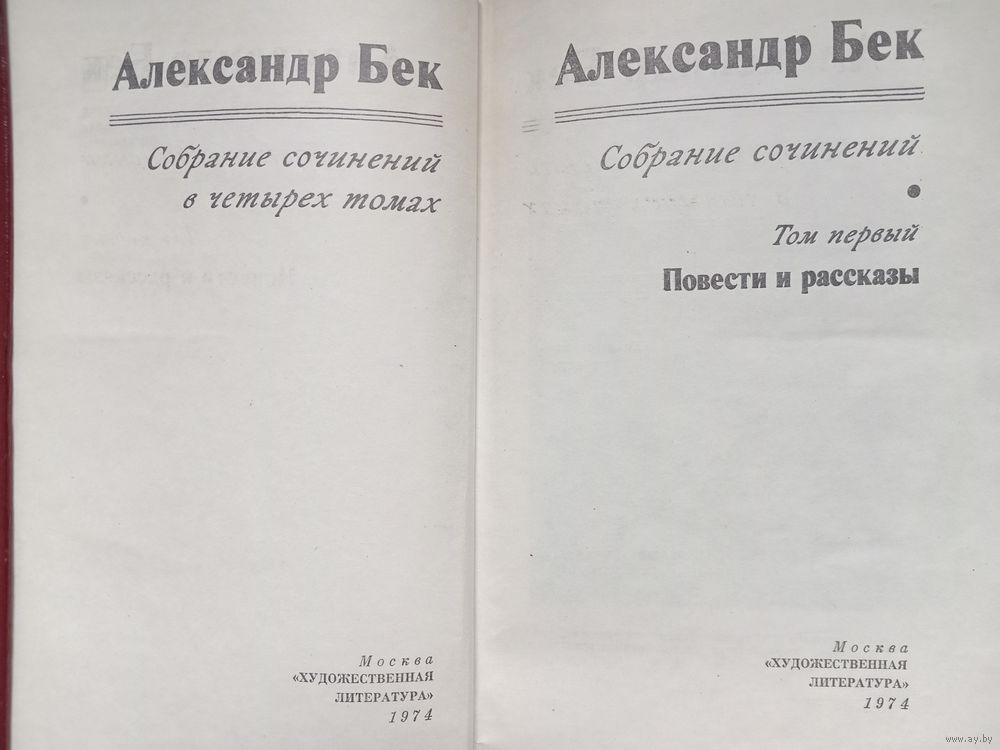 Александр Бек
Собрание сочинений
в четырех томах
Москва
«ХУДОЖЕСТВЕННАЯ
ЛИТЕРАТУРА»
1974
Александр Бек
Собрание сочинений
Том первый
Повести и рассказы
Москва
«ХУДОЖЕСТВЕННАЯ
ЛИТЕРАТУРА»
1974
www.ay.by